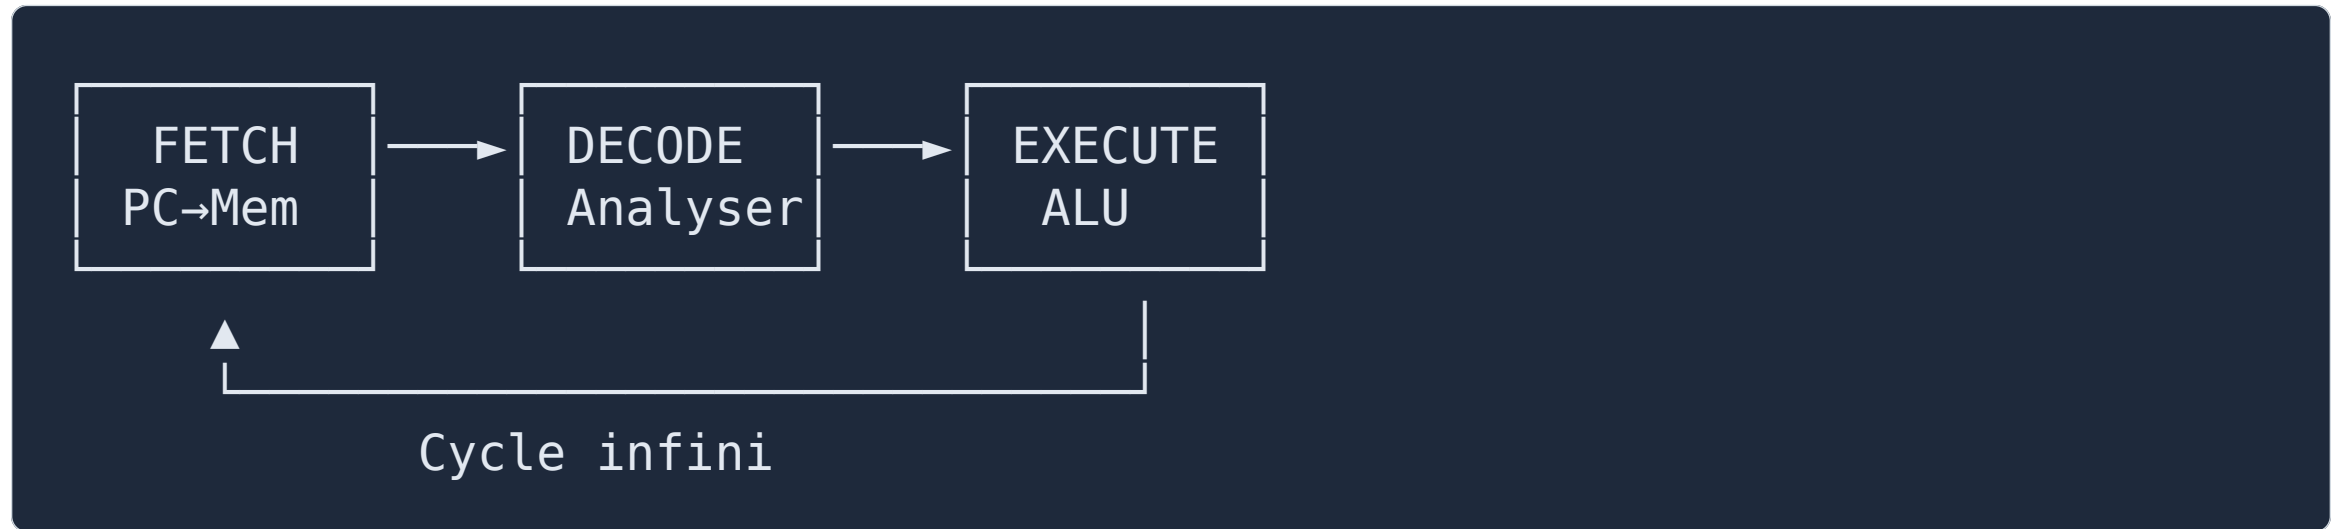 FETCH
PC→Mem
DECODE
Analyser
EXECUTE
ALU
Cycle infini